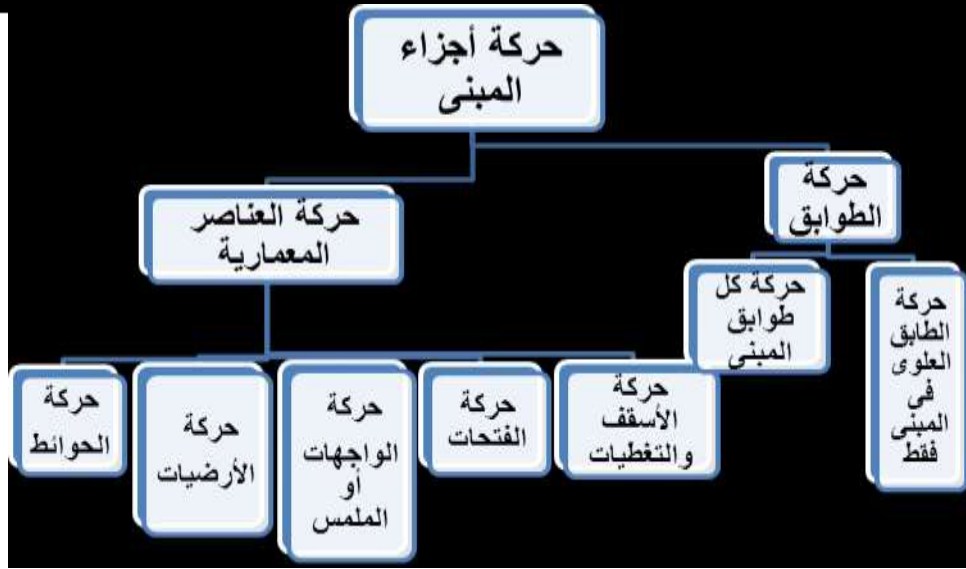 حركة أجزاء
المبنى
حركة
الطوابق
حركة العناصر
المعمارية
حركة
الطابق
العلوى
فى
المبنى
فقط
حركة كل
طوابق
المبنى
حركة
الأسقف
والتغطيات
حركة
الفتحات
حركة
الواجهات
أو
الملمس
حركة
الأرضيات
حركة
الحوائط